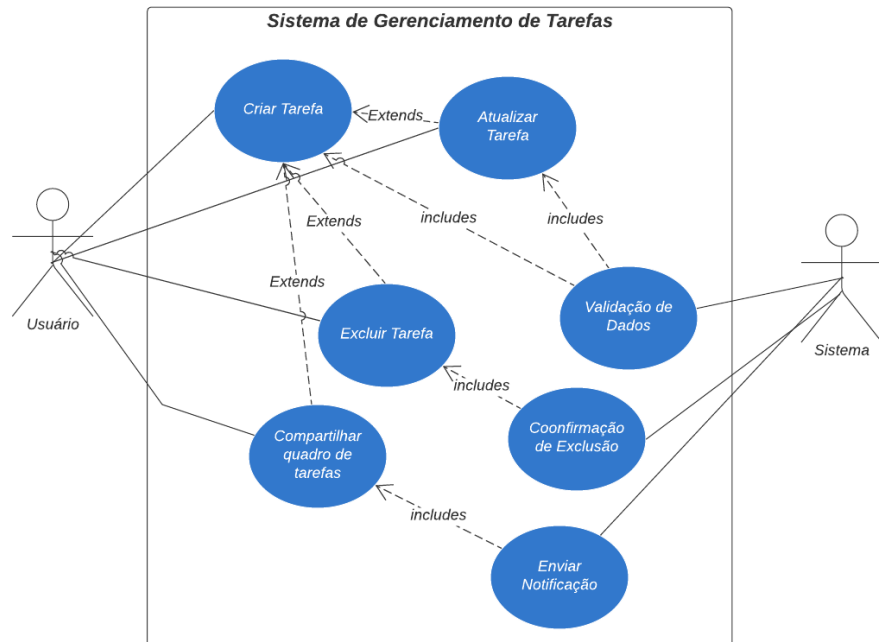 Sistema de Gerenciamento de Tarefas
Criar Tarefa
Extends
Atualizar
Tarefa
Extends
includes
includes
Extends
Usuário
Excluir Tarefa
Validação de
Dados
Sistema
includes
Compartilhar
quadro de
tarefas
Coonfirmação
de Exclusão
includes
Enviar
Notificação